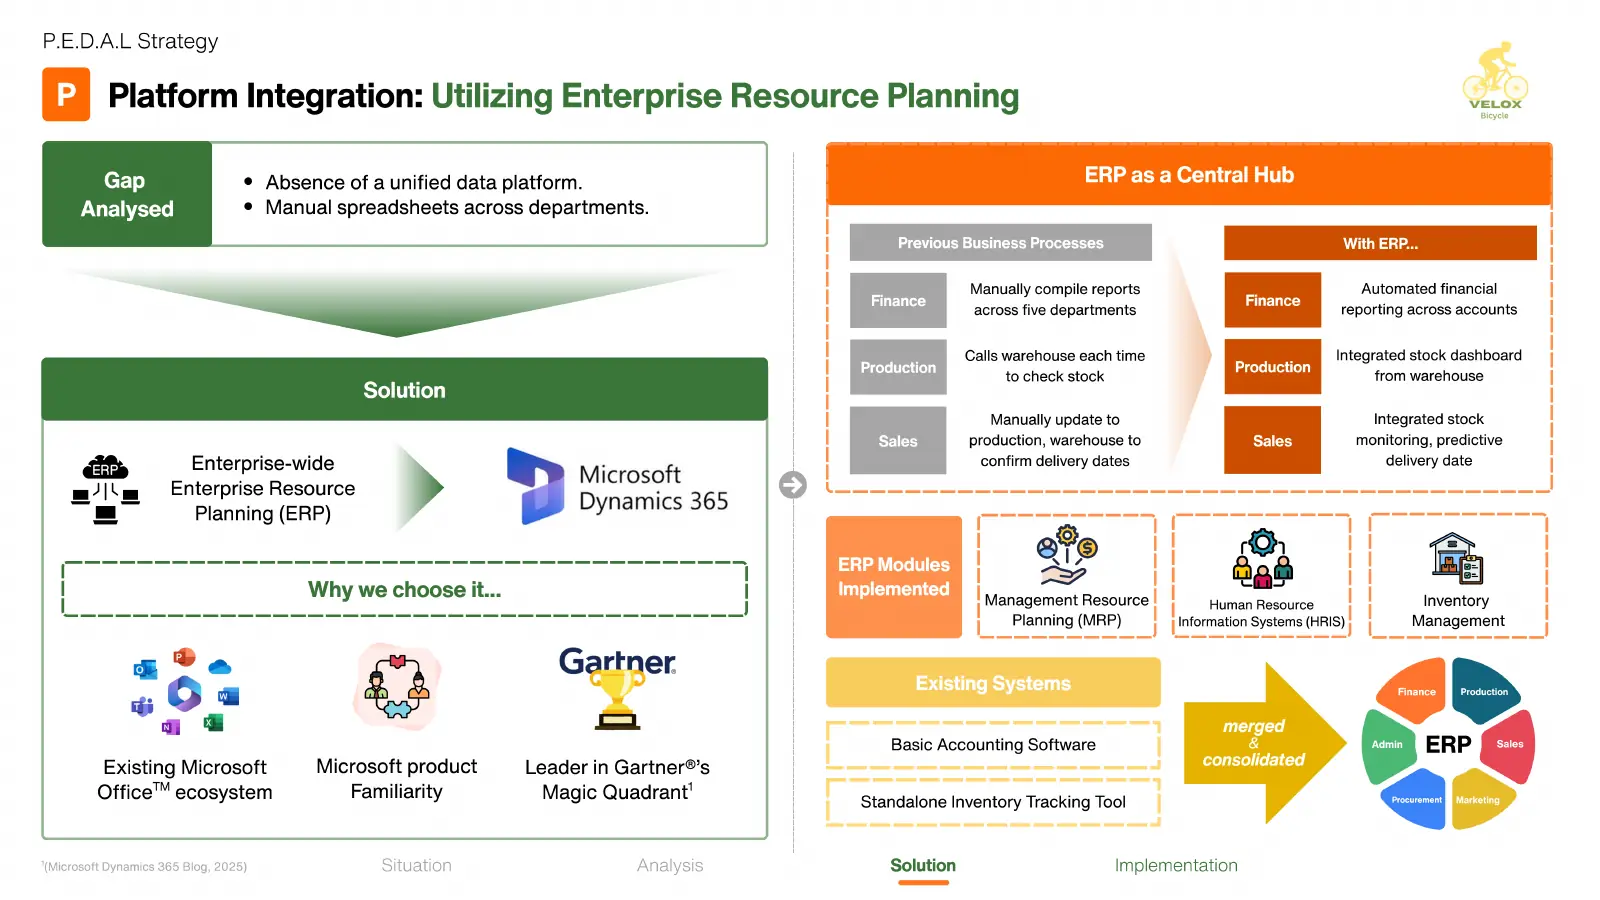 P.E.D.A.L Strategy
P
Platform Integration: Utilizing Enterprise Resource Planning
VELOX
Bicycle
Gap
Analysed
• Absence of a unified data platform.
• Manual spreadsheets across departments.
Solution
ERP
Enterprise-wide
Enterprise Resource
Planning (ERP)
Microsoft
Dynamics 365
Why we choose it...
O
P
T
W
N
X
Existing Microsoft
Office™ ecosystem
Microsoft product
Familiarity
Gartner®
Leader in Gartner®'s
Magic Quadrant¹
ERP as a Central Hub
Previous Business Processes
Finance
Manually compile reports
across five departments
Production
Calls warehouse each time
to check stock
Sales
Manually update to
production, warehouse to
confirm delivery dates
With ERP...
Finance
Automated financial
reporting across accounts
Production
Integrated stock dashboard
from warehouse
Sales
Integrated stock
monitoring, predictive
delivery date
ERP Modules
Implemented
Management Resource
Planning (MRP)
Human Resource
Information Systems (HRIS)
Inventory
Management
Existing Systems
Basic Accounting Software
Standalone Inventory Tracking Tool
merged
&
consolidated
Finance
Production
Admin
ERP
Sales
Procurement
Marketing
¹(Microsoft Dynamics 365 Blog, 2025)
Situation
Analysis
Solution
Implementation